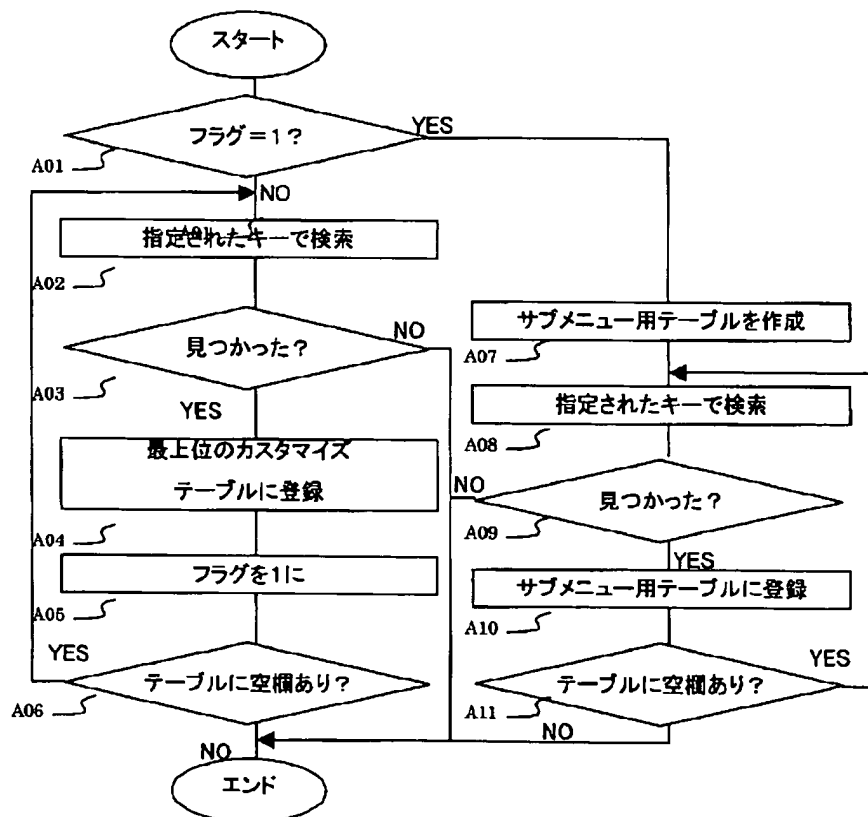 スタート
フラグ＝１？
YES
A01
NO
A01
指定されたキーで検索
A02
見つかった？
NO
A03
YES
最上位のカスタマイズ
テーブルに登録
A04
フラグを1に
A05
YES
テーブルに空欄あり？
A06
NO
エンド
サブメニュー用テーブルを作成
A07
指定されたキーで検索
A08
NO
見つかった？
A09
YES
サブメニュー用テーブルに登録
A10
YES
テーブルに空欄あり？
A11
NO